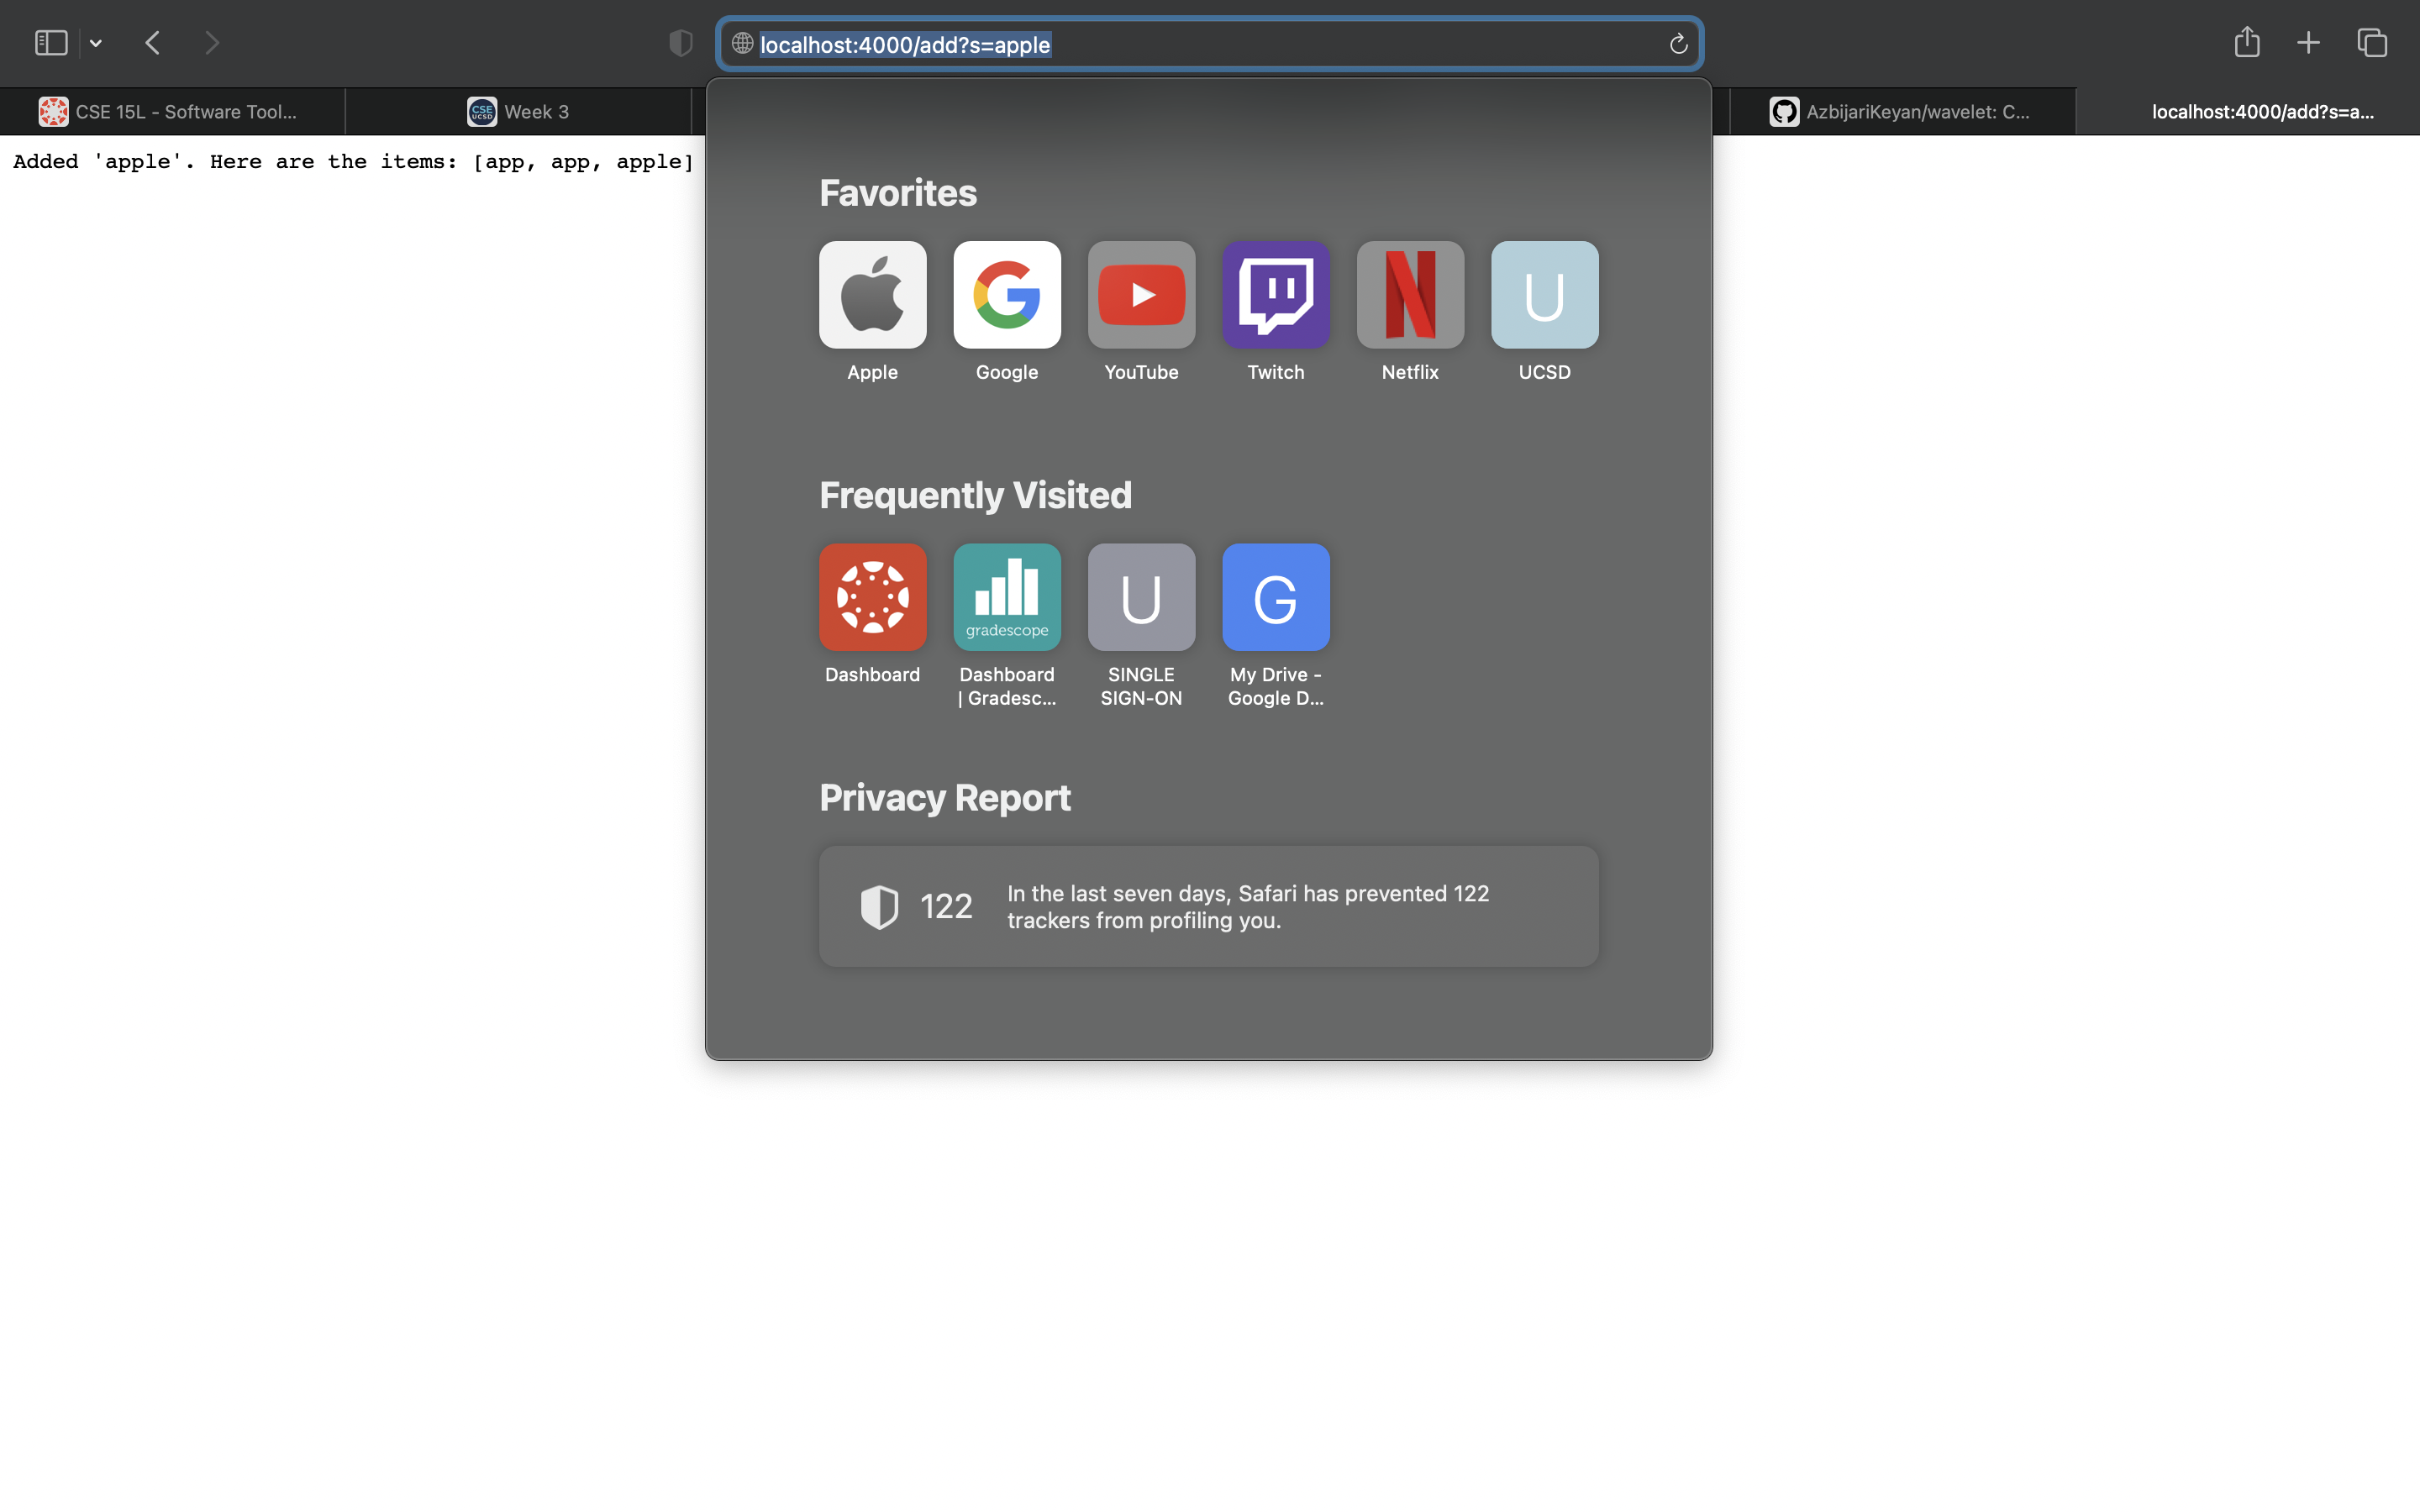 localhost:4000/add?s=apple
CSE 15L - Software Tool...
CSE
UCSD
Week 3
AzbijariKeyan/wavelet: C...
localhost:4000/add?s=a...
Added 'apple'. Here are the items: [app, app, apple]
Favorites
U
Apple
Google
YouTube
Twitch
Netflix
UCSD
Frequently Visited
gradescope
U
G
Dashboard
Dashboard
| Gradesc...
SINGLE
SIGN-ON
My Drive -
Google D...
Privacy Report
122
In the last seven days, Safari has prevented 122
trackers from profiling you.